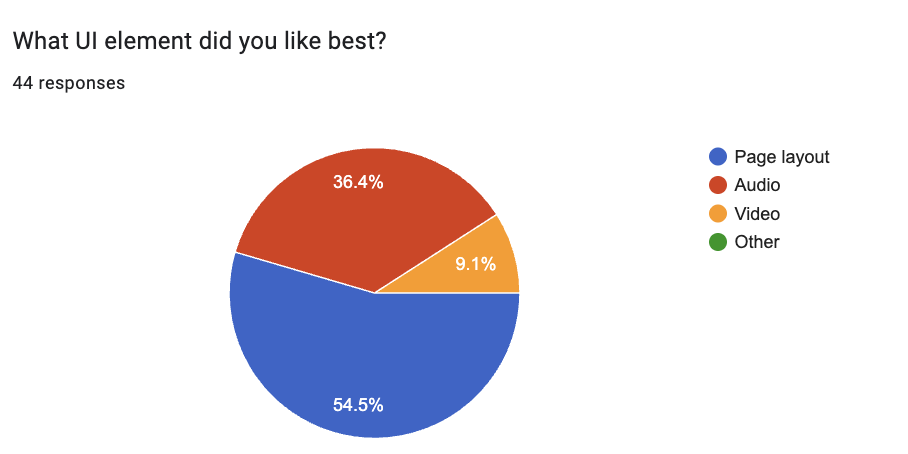 What UI element did you like best?
44 responses
36.4%
9.1%
54.5%
Page layout
Audio
Video
Other